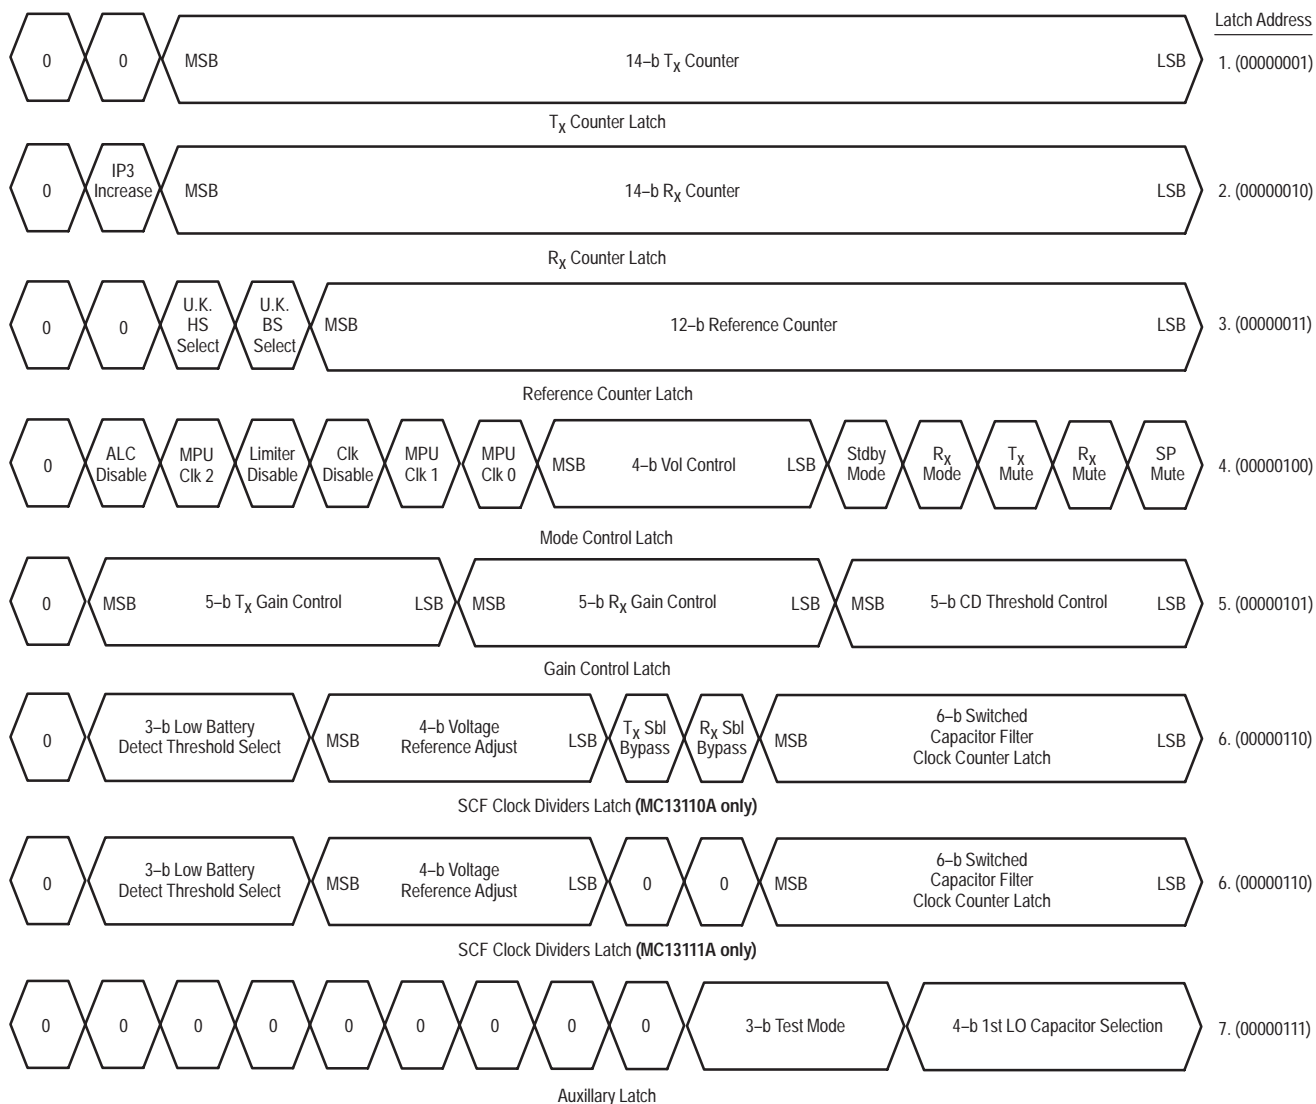 Latch Address
0 0 MSB 14–b TX Counter LSB 1. (00000001)
TX Counter Latch
0 IP3 Increase MSB 14–b RX Counter LSB 2. (00000010)
RX Counter Latch
0 0 U.K. HS Select U.K. BS Select MSB 12–b Reference Counter LSB 3. (00000011)
Reference Counter Latch
0 ALC Disable MPU Clk 2 Limiter Disable Clk Disable MPU Clk 1 MPU Clk 0 MSB 4–b Vol Control LSB Stdby Mode RX Mode TX Mute RX Mute SP Mute 4. (00000100)
Mode Control Latch
0 MSB 5–b TX Gain Control LSB MSB 5–b RX Gain Control LSB MSB 5–b CD Threshold Control LSB 5. (00000101)
Gain Control Latch
0 3–b Low Battery Detect Threshold Select MSB 4–b Voltage Reference Adjust LSB TX Sbl Bypass RX Sbl Bypass MSB 6–b Switched Capacitor Filter Clock Counter Latch LSB 6. (00000110)
SCF Clock Dividers Latch (MC13110A only)
0 3–b Low Battery Detect Threshold Select MSB 4–b Voltage Reference Adjust LSB 0 0 MSB 6–b Switched Capacitor Filter Clock Counter Latch LSB 6. (00000110)
SCF Clock Dividers Latch (MC13111A only)
0 0 0 0 0 0 0 0 0 3–b Test Mode 4–b 1st LO Capacitor Selection 7. (00000111)
Auxillary Latch